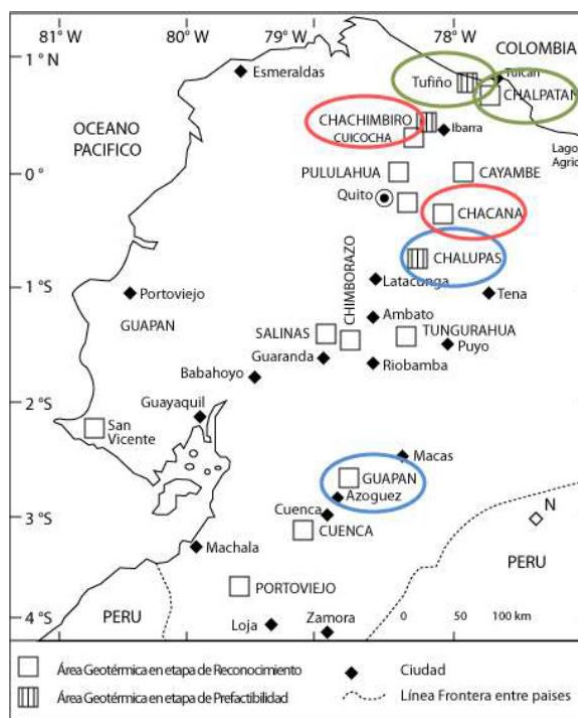 81° W
80° W
79° W
78° W
1° N
COLOMBIA
Esmeraldas
Tufiño
Tulcan
CHALPATAN
OCEANO
PACIFICO
CHACHIMBIRO
CUICOCHA
Ibarra
Lago
Agrio
0°
PULULAHUA
CAYAMBE
Quito
CHACANA
CHALUPAS
1°S
Portoviejo
Latacunga
Tena
CHIMBORAZO
GUAPAN
Ambato
SALINAS
TUNGURAHUA
Guaranda
Puyo
Babahoyo
Riobamba
2°S
Guayaquil
San
Vicente
Macas
GUAPAN
Azoguez
Cuenca
N
3°S
CUENCA
Machala
PERU
PORTOVIEJO
4°S
PERU
Loja
Zamora
0 50 100 km
Área Geotérmica en etapa de Reconocimiento
Ciudad
Área Geotérmica en etapa de Prefactibilidad
Línea Frontera entre paises